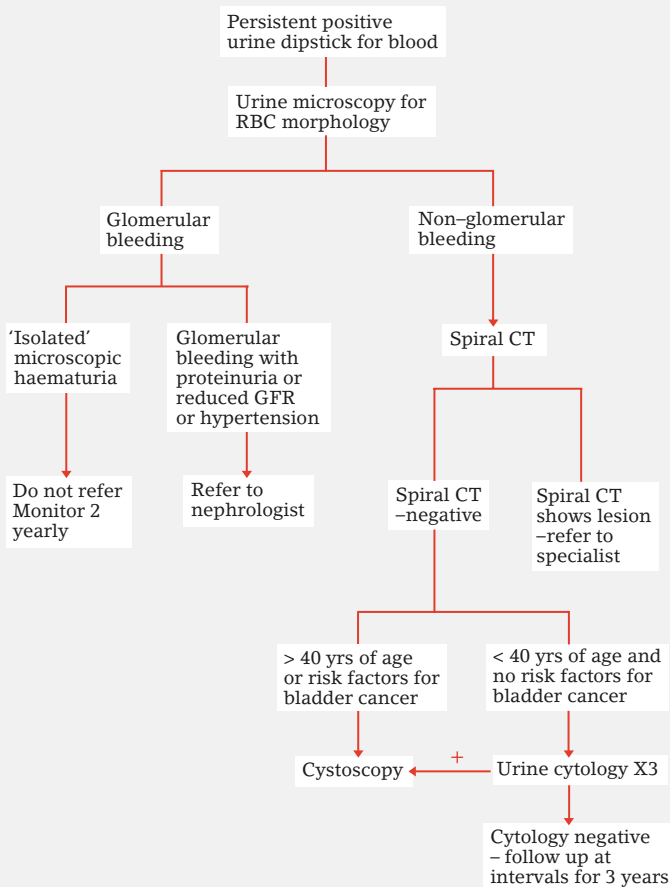 Persistent positive
urine dipstick for blood
Urine microscopy for
RBC morphology
Glomerular
bleeding
Non–glomerular
bleeding
'Isolated'
microscopic
haematuria
Glomerular
bleeding with
proteinuria or
reduced GFR
or hypertension
Spiral CT
Do not refer
Monitor 2
yearly
Refer to
nephrologist
Spiral CT
–negative
Spiral CT
shows lesion
–refer to
specialist
> 40 yrs of age
or risk factors for
bladder cancer
< 40 yrs of age and
no risk factors for
bladder cancer
Cystoscopy
+
Urine cytology X3
Cytology negative
– follow up at
intervals for 3 years